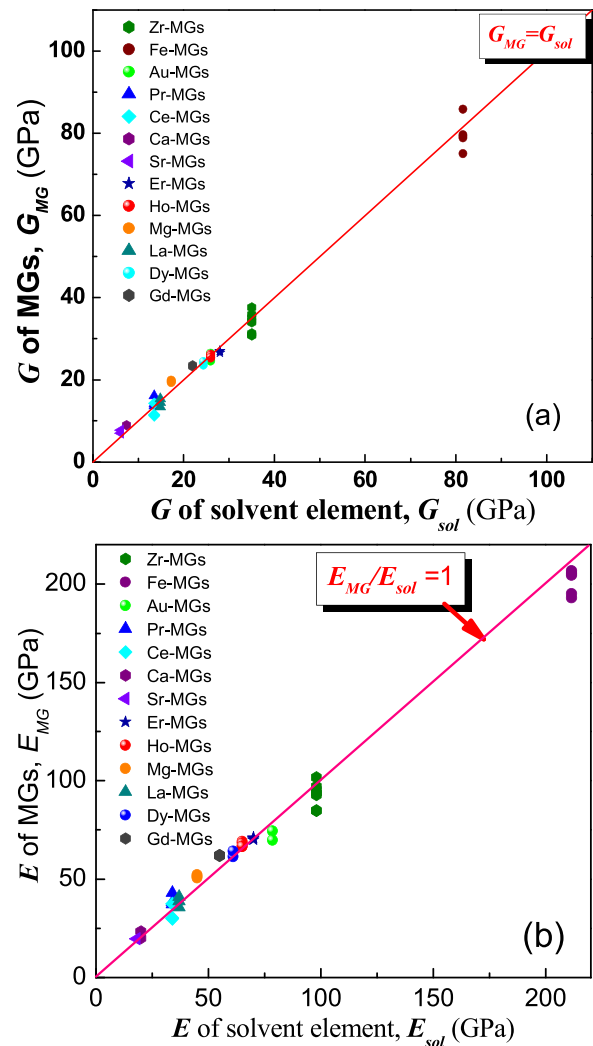 110
100
80
60
40
20
0
G of MGs, G_MG (GPa)
Zr-MGs
Fe-MGs
Au-MGs
Pr-MGs
Ce-MGs
Ca-MGs
Sr-MGs
Er-MGs
Ho-MGs
Mg-MGs
La-MGs
Dy-MGs
Gd-MGs
G_MG=G_sol
(a)
0 20 40 60 80 100
G of solvent element, G_sol (GPa)
200
150
100
50
0
E of MGs, E_MG (GPa)
Zr-MGs
Fe-MGs
Au-MGs
Pr-MGs
Ce-MGs
Ca-MGs
Sr-MGs
Er-MGs
Ho-MGs
Mg-MGs
La-MGs
Dy-MGs
Gd-MGs
E_MG/E_sol =1
(b)
0 50 100 150 200
E of solvent element, E_sol (GPa)